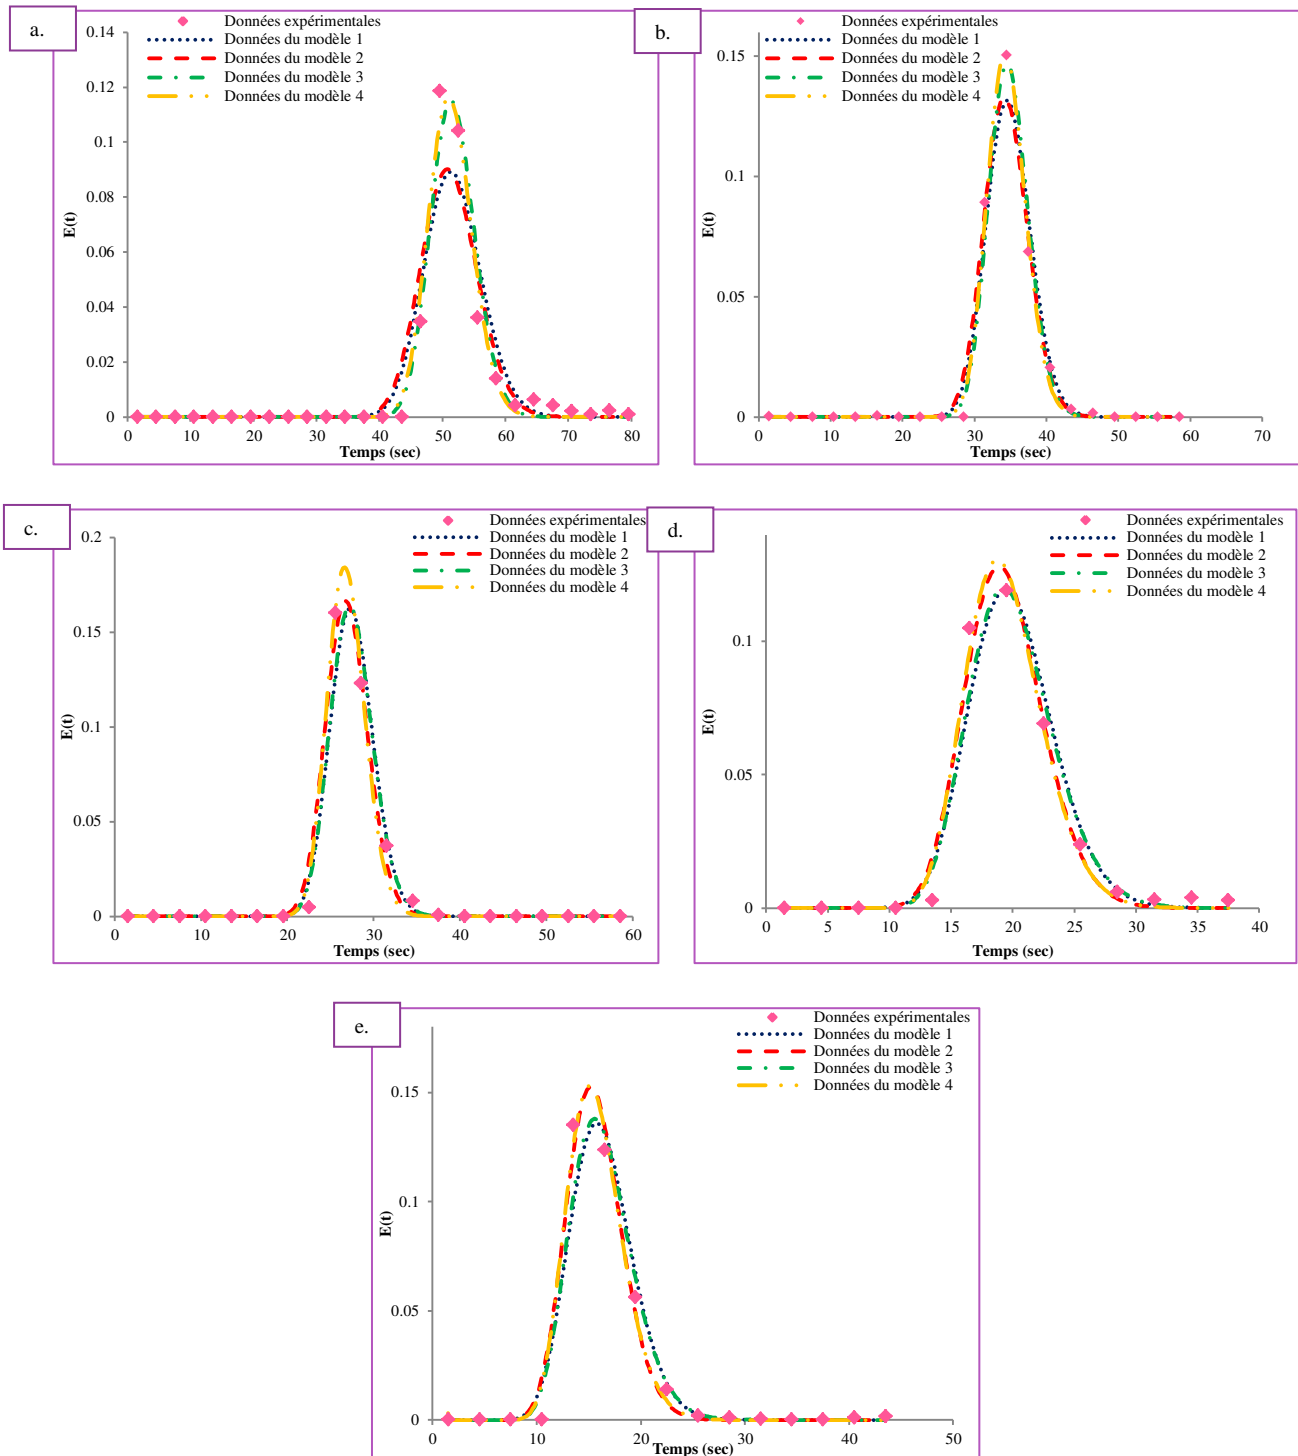 a.
Données expérimentales
Données du modèle 1
Données du modèle 2
Données du modèle 3
Données du modèle 4
0.14
0.12
0.1
0.08
0.06
0.04
0.02
0
E(t)
0 10 20 30 40 50 60 70 80
Temps (sec)
b.
Données expérimentales
Données du modèle 1
Données du modèle 2
Données du modèle 3
Données du modèle 4
0.15
0.1
0.05
0
E(t)
0 10 20 30 40 50 60 70
Temps (sec)
c.
Données expérimentales
Données du modèle 1
Données du modèle 2
Données du modèle 3
Données du modèle 4
0.2
0.15
0.1
0.05
0
E(t)
0 10 20 30 40 50 60
Temps (sec)
d.
Données expérimentales
Données du modèle 1
Données du modèle 2
Données du modèle 3
Données du modèle 4
0.1
0.05
0
E(t)
0 5 10 15 20 25 30 35 40
Temps (sec)
e.
Données expérimentales
Données du modèle 1
Données du modèle 2
Données du modèle 3
Données du modèle 4
0.15
0.1
0.05
0
E(t)
0 10 20 30 40 50
Temps (sec)